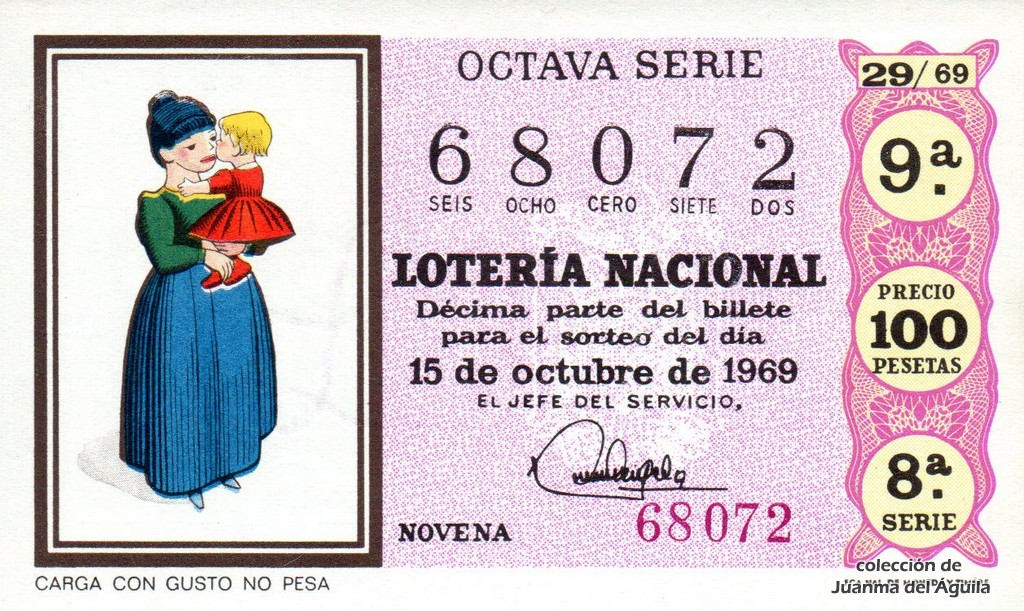 OCTAVA SERIE
6 8 0 7 2
SEIS OCHO CERO SIETE DOS
LOTERÍA NACIONAL
Décima parte del billete
para el sorteo del día
15 de octubre de 1969
EL JEFE DEL SERVICIO,
NOVENA
68072
CARGA CON GUSTO NO PESA
29/69
9.ª
PRECIO
100
PESETAS
8.ª
SERIE
colección de
Juanma del Águila